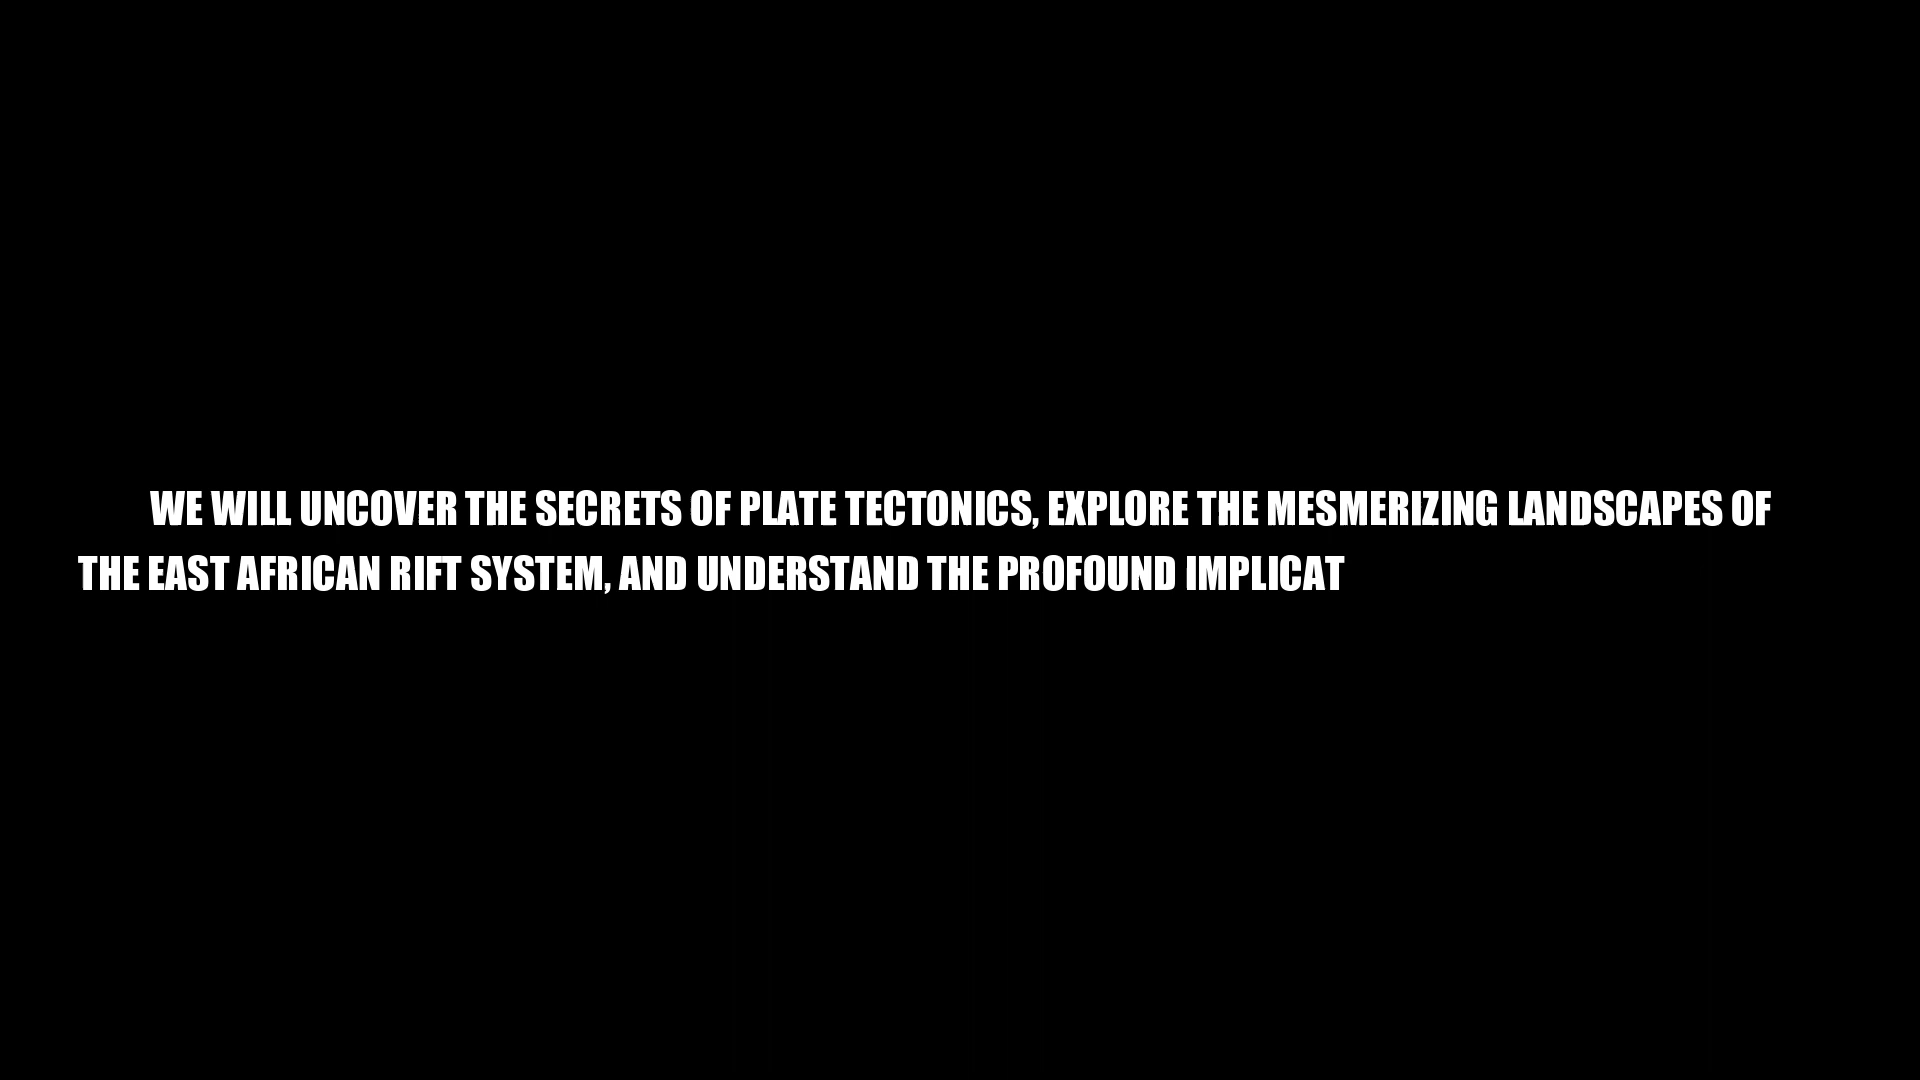 WE WILL UNCOVER THE SECRETS OF PLATE TECTONICS, EXPLORE THE MESMERIZING LANDSCAPES OF
THE EAST AFRICAN RIFT SYSTEM, AND UNDERSTAND THE PROFOUND IMPLICAT